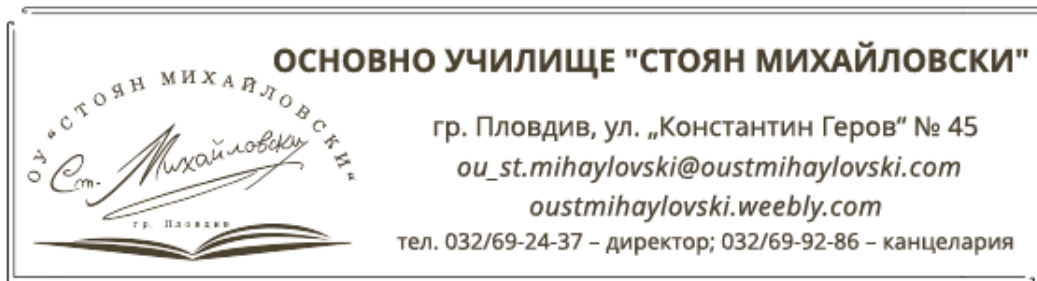 ОУ "СТОЯН МИХАЙЛОВСКИ"
Ст. Михайловски
гр. Пловдив
ОСНОВНО УЧИЛИЩЕ "СТОЯН МИХАЙЛОВСКИ"
гр. Пловдив, ул. „Константин Геров“ № 45
ou_st.mihaylovski@oustmihaylovski.com
oustmihaylovski.weebly.com
тел. 032/69-24-37 – директор; 032/69-92-86 – канцелария